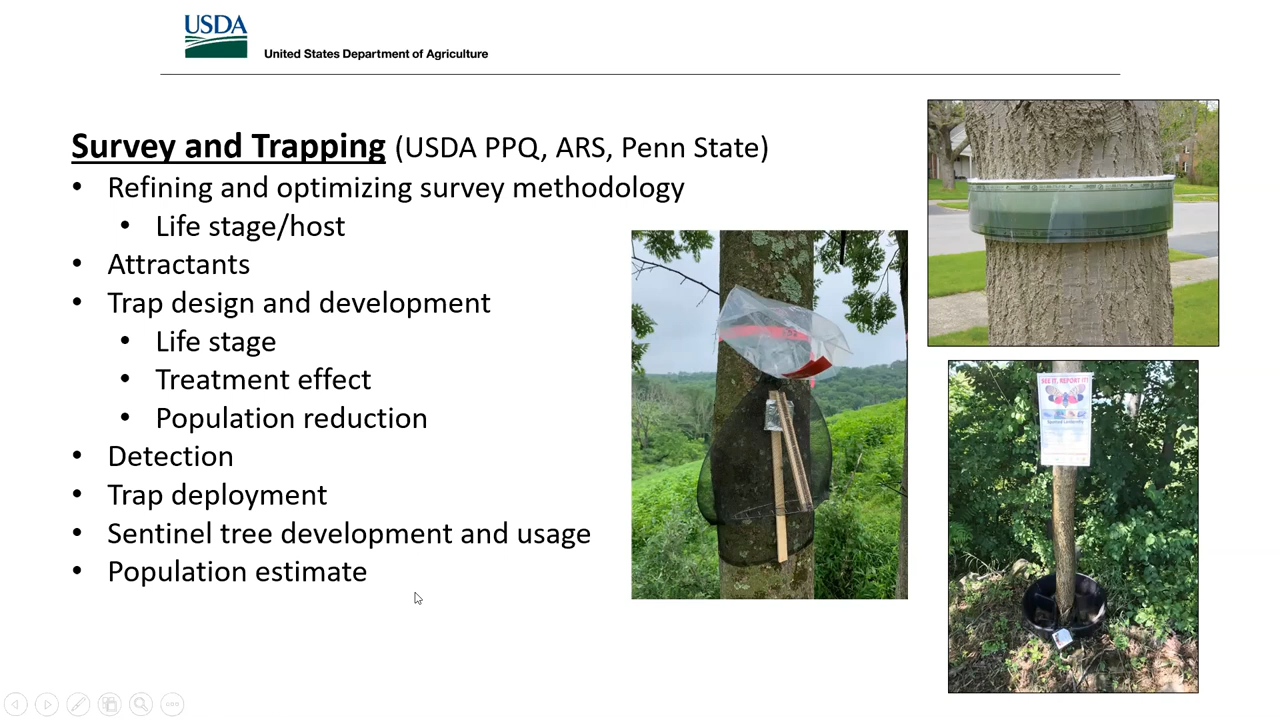 USDA
United States Department of Agriculture
Survey and Trapping (USDA PPQ, ARS, Penn State)
• Refining and optimizing survey methodology
• Life stage/host
• Attractants
• Trap design and development
• Life stage
• Treatment effect
• Population reduction
• Detection
• Trap deployment
• Sentinel tree development and usage
• Population estimate
SEE IT, REPORT IT!